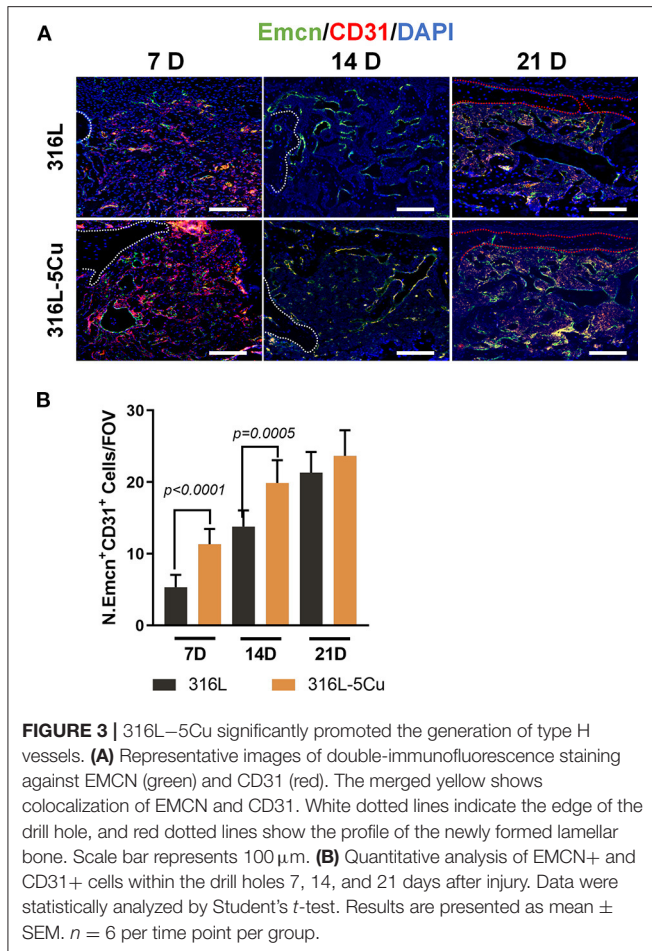 A
Emcn/CD31/DAPI
7 D 14 D 21 D
316L
316L-5Cu
B
N.Emcn+CD31+ Cells/FOV
30
20
10
0
p<0.0001
p=0.0005
7D 14D 21D
316L 316L-5Cu
FIGURE 3 | 316L–5Cu significantly promoted the generation of type H
vessels. (A) Representative images of double-immunofluorescence staining
against EMCN (green) and CD31 (red). The merged yellow shows
colocalization of EMCN and CD31. White dotted lines indicate the edge of the
drill hole, and red dotted lines show the profile of the newly formed lamellar
bone. Scale bar represents 100 μm. (B) Quantitative analysis of EMCN+ and
CD31+ cells within the drill holes 7, 14, and 21 days after injury. Data were
statistically analyzed by Student's t-test. Results are presented as mean ±
SEM. n = 6 per time point per group.